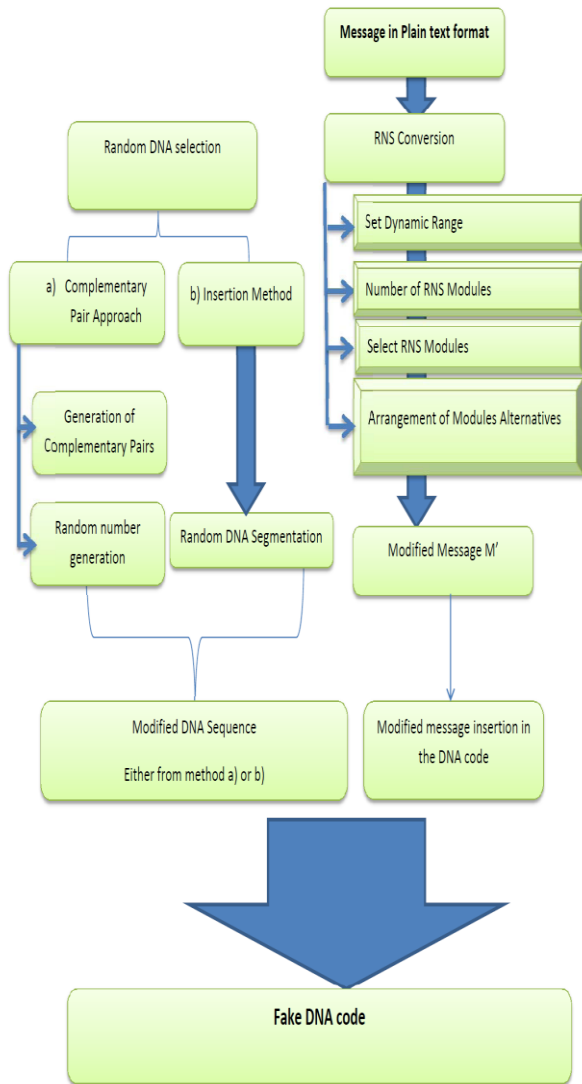 Message in Plain text format
Random DNA selection
RNS Conversion
Set Dynamic Range
a) Complementary
Pair Approach
b) Insertion Method
Number of RNS Modules
Select RNS Modules
Generation of
Complementary Pairs
Arrangement of Modules Alternatives
Random number
generation
Random DNA Segmentation
Modified Message M’
Modified DNA Sequence
Either from method a) or b)
Modified message insertion in
the DNA code
Fake DNA code